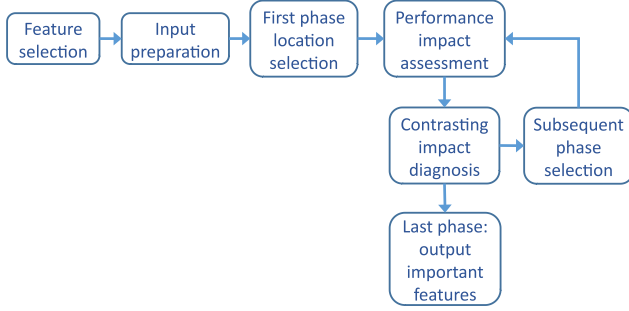 Feature
selection
Input
preparation
First phase
location
selection
Performance
impact
assessment
Contrasting
impact
diagnosis
Subsequent
phase
selection
Last phase:
output
important
features